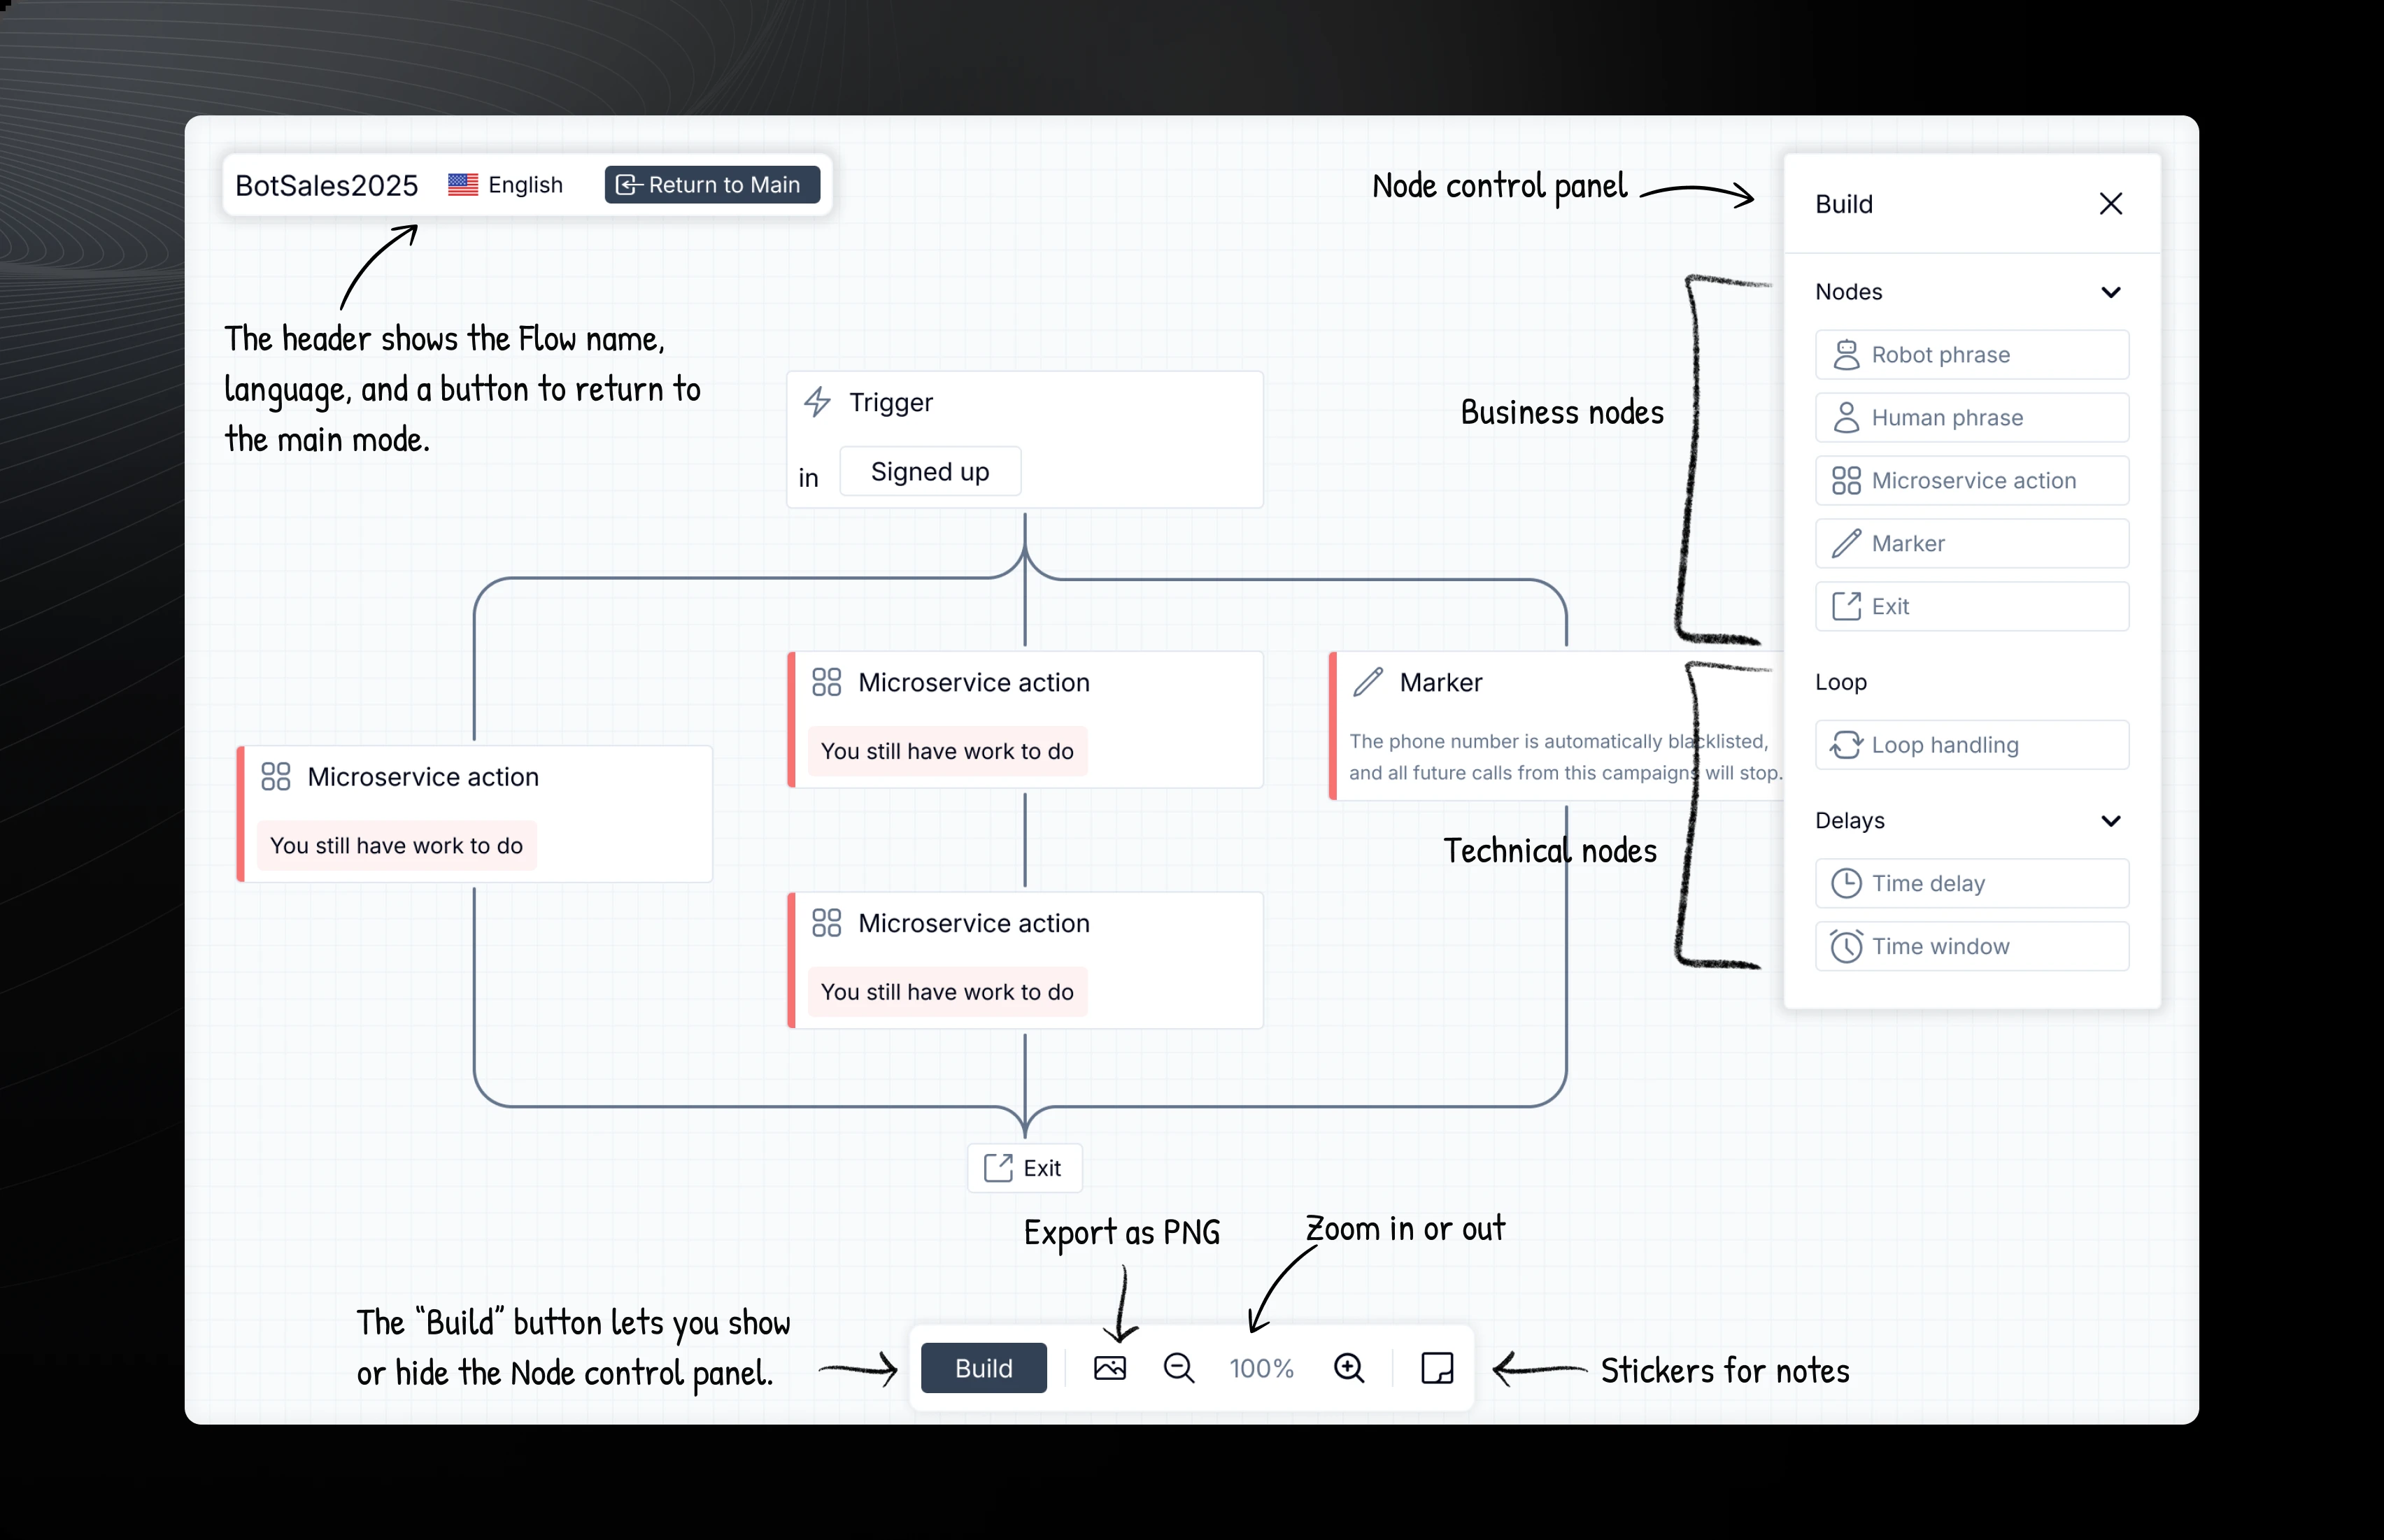 BotSales2025 English Return to Main
The header shows the Flow name,
language, and a button to return to
the main mode.
Node control panel
Build
Nodes
Robot phrase
Human phrase
Microservice action
Marker
Exit
Loop
Loop handling
Delays
Time delay
Time window
Business nodes
Technical nodes
Trigger
in Signed up
Microservice action
You still have work to do
Microservice action
You still have work to do
Microservice action
You still have work to do
Marker
The phone number is automatically blacklisted,
and all future calls from this campaigns will stop.
Exit
Export as PNG
Zoom in or out
The “Build” button lets you show
or hide the Node control panel.
Build 100%
Stickers for notes